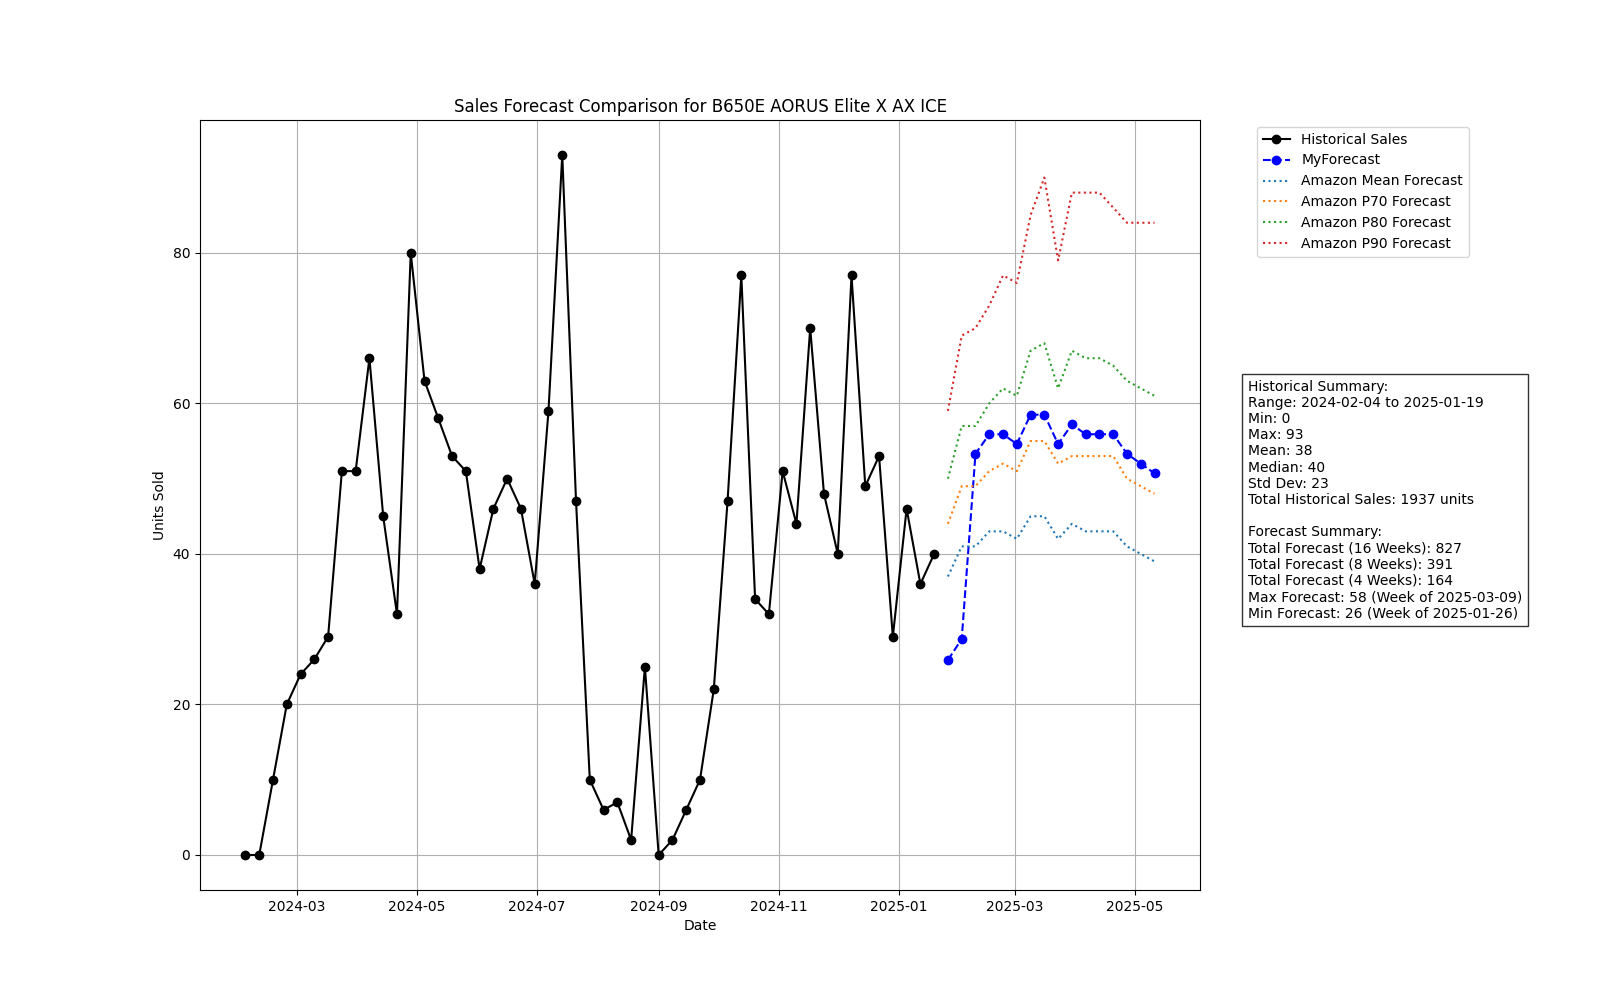 Sales Forecast Comparison for B650E AORUS Elite X AX ICE
Units Sold
80
60
40
20
0
2024-03
2024-05
2024-07
2024-09
2024-11
2025-01
2025-03
2025-05
Date
Historical Sales
MyForecast
Amazon Mean Forecast
Amazon P70 Forecast
Amazon P80 Forecast
Amazon P90 Forecast
Historical Summary:
Range: 2024-02-04 to 2025-01-19
Min: 0
Max: 93
Mean: 38
Median: 40
Std Dev: 23
Total Historical Sales: 1937 units
Forecast Summary:
Total Forecast (16 Weeks): 827
Total Forecast (8 Weeks): 391
Total Forecast (4 Weeks): 164
Max Forecast: 58 (Week of 2025-03-09)
Min Forecast: 26 (Week of 2025-01-26)